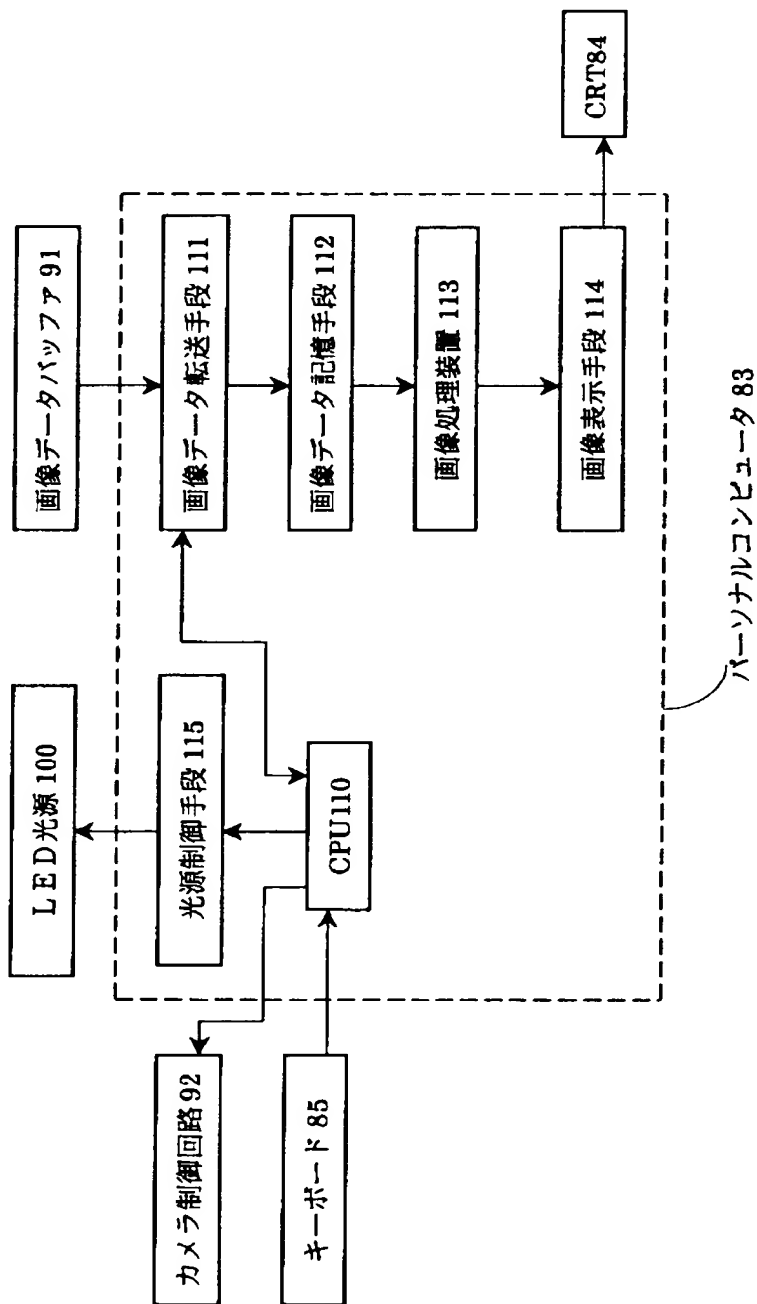 画像データバッファ91
画像データ転送手段111
画像データ記憶手段112
画像処理装置113
画像表示手段114
CRT84
LED光源100
光源制御手段115
CPU110
カメラ制御回路92
キーボード85
パーソナルコンピュータ83